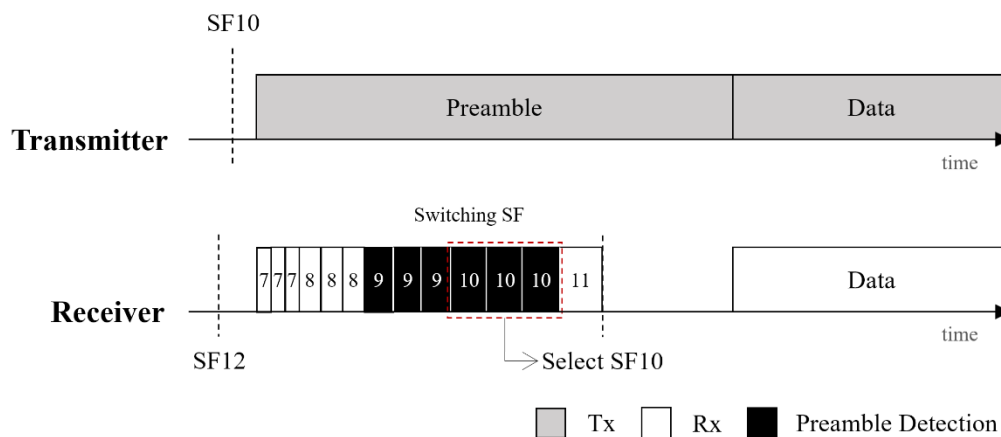 SF10
Preamble
Data
Transmitter
time
Switching SF
7 7 7 8 8 8 9 9 9 10 10 10 11
Data
Receiver
time
SF12
Select SF10
Tx
Rx
Preamble Detection